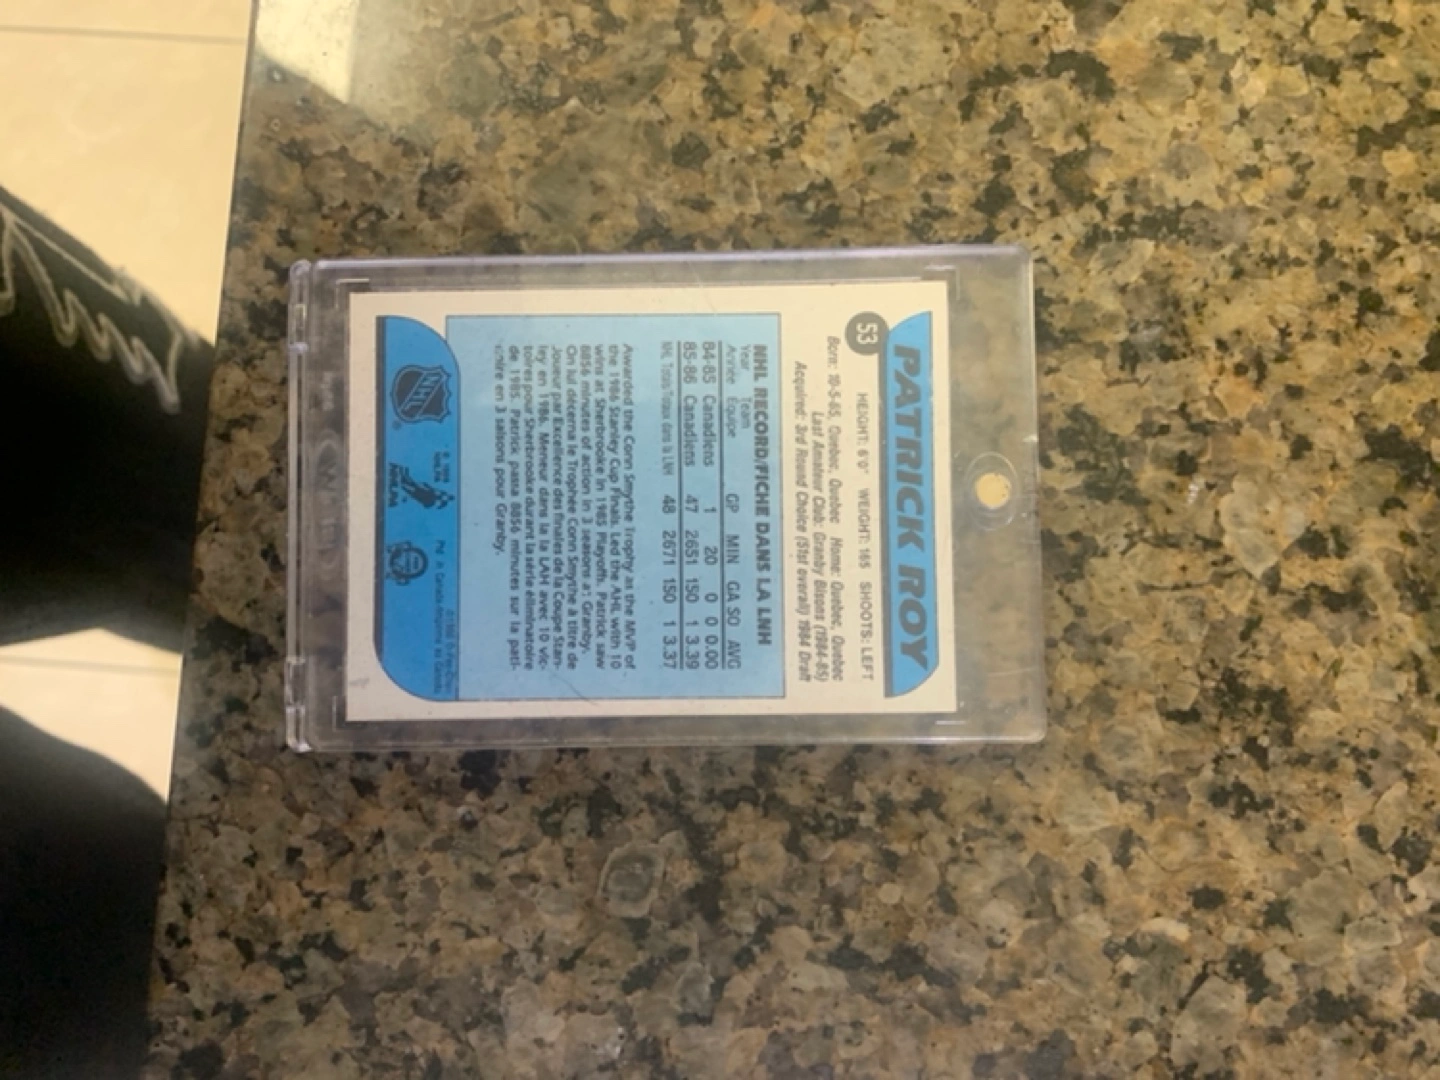 PATRICK ROY
53
HEIGHT: 6'0" WEIGHT: 165 SHOOTS: LEFT
Born: 10-5-65, Quebec, Quebec Home: Quebec, Quebec
Last Amateur Club: Granby Bisons (1984-85)
Acquired: 3rd Round Choice (51st overall) 1984 Draft
NHL RECORD/FICHE DANS LA LNH
Year Team
Année Équipe GP MIN GA SO AVG
84-85 Canadiens 1 20 0 0 0.00
85-86 Canadiens 47 2651 150 1 3.39
NHL Totals/Totaux dans la LNH 48 2671 150 1 3.37
Awarded the Conn Smythe Trophy as the MVP of
the 1986 Stanley Cup Finals. Led the AHL with 10
wins at Sherbrooke in 1985 Playoffs. Patrick saw
8856 minutes of action in 3 seasons at Granby.
On lui décerna le Trophée Conn Smythe à titre de
Joueur par Excellence des finales de la Coupe Stan-
ley en 1986. Meneur dans la la LAH avec 10 vic-
toires pour Sherbrooke durant la série éliminatoire
de 1985. Patrick passa 8856 minutes sur la pati-
noire en 3 saisons pour Granby.
NHL
NHLPA